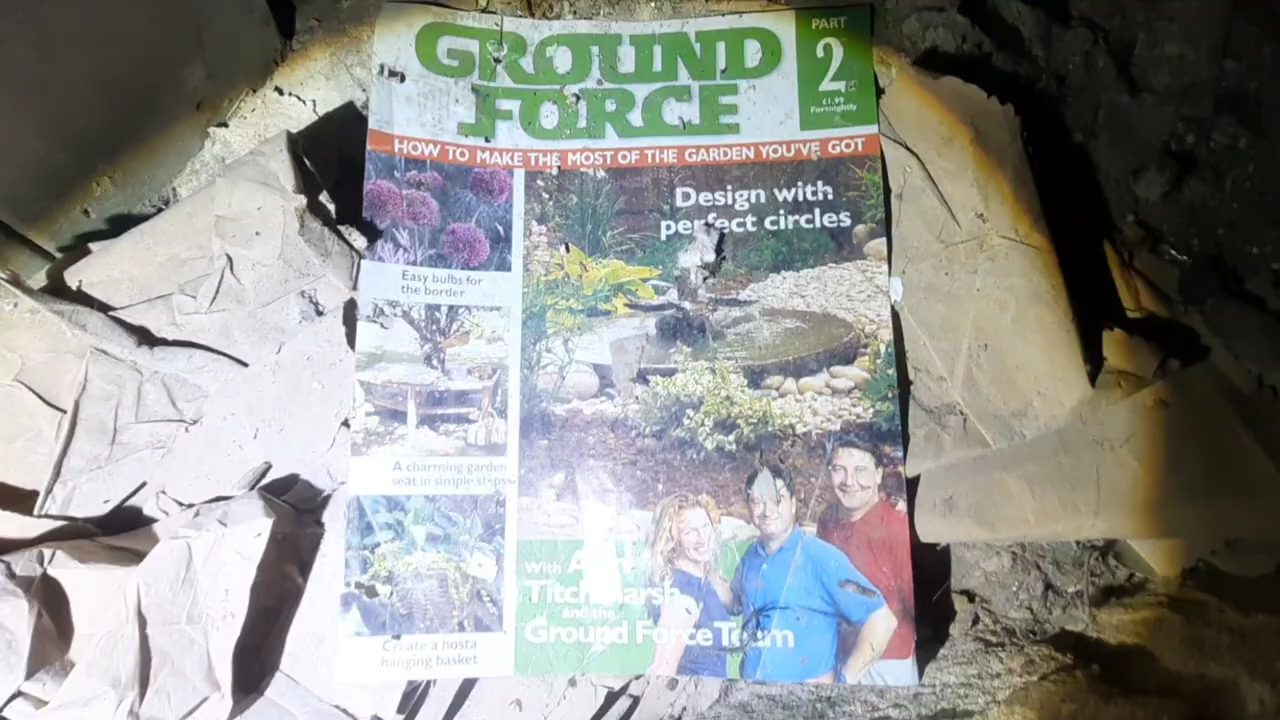 GROUND
FORCE
PART
2
£1.99
Fortnightly
HOW TO MAKE THE MOST OF THE GARDEN YOU'VE GOT
Design with
perfect circles
Easy bulbs for
the border
A charming garden
seat in simple steps
Create a hosta
hanging basket
With
Titchmarsh
and the
Ground Force Team